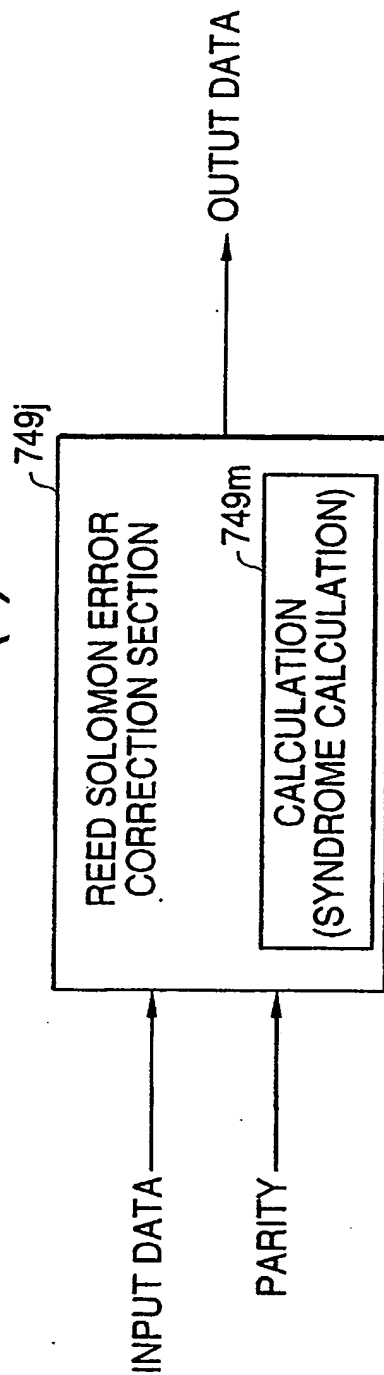 749j
REED SOLOMON ERROR
CORRECTION SECTION
749m
CALCULATION
(SYNDROME CALCULATION)
INPUT DATA
PARITY
OUTUT DATA